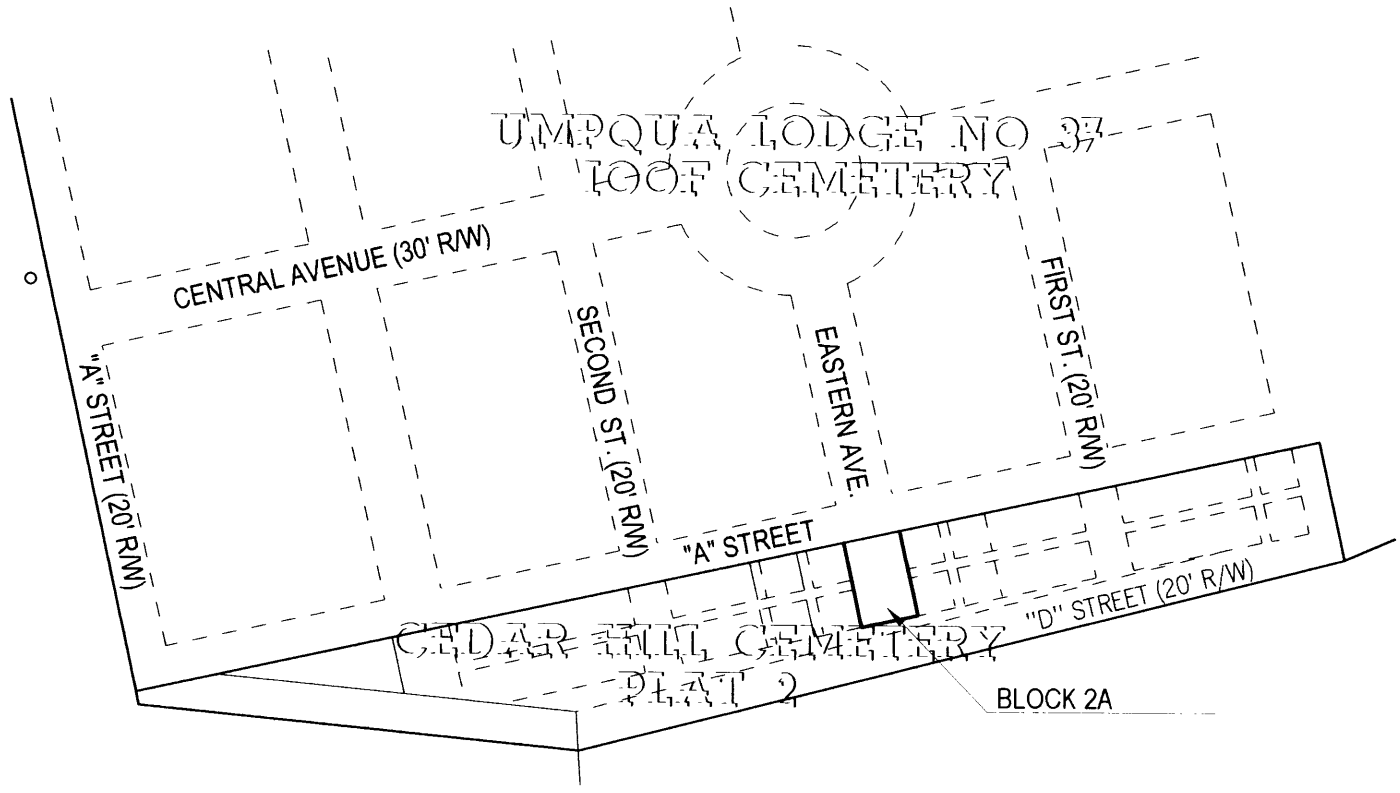 UMPQUA LODGE NO 37
IOOF CEMETERY
CENTRAL AVENUE (30' R/W)
"A" STREET (20' R/W)
SECOND ST. (20' R/W)
EASTERN AVE.
FIRST ST. (20' R/W)
"A" STREET
"D" STREET (20' R/W)
CEDAR HILL CEMETERY
PLAT 2
BLOCK 2A